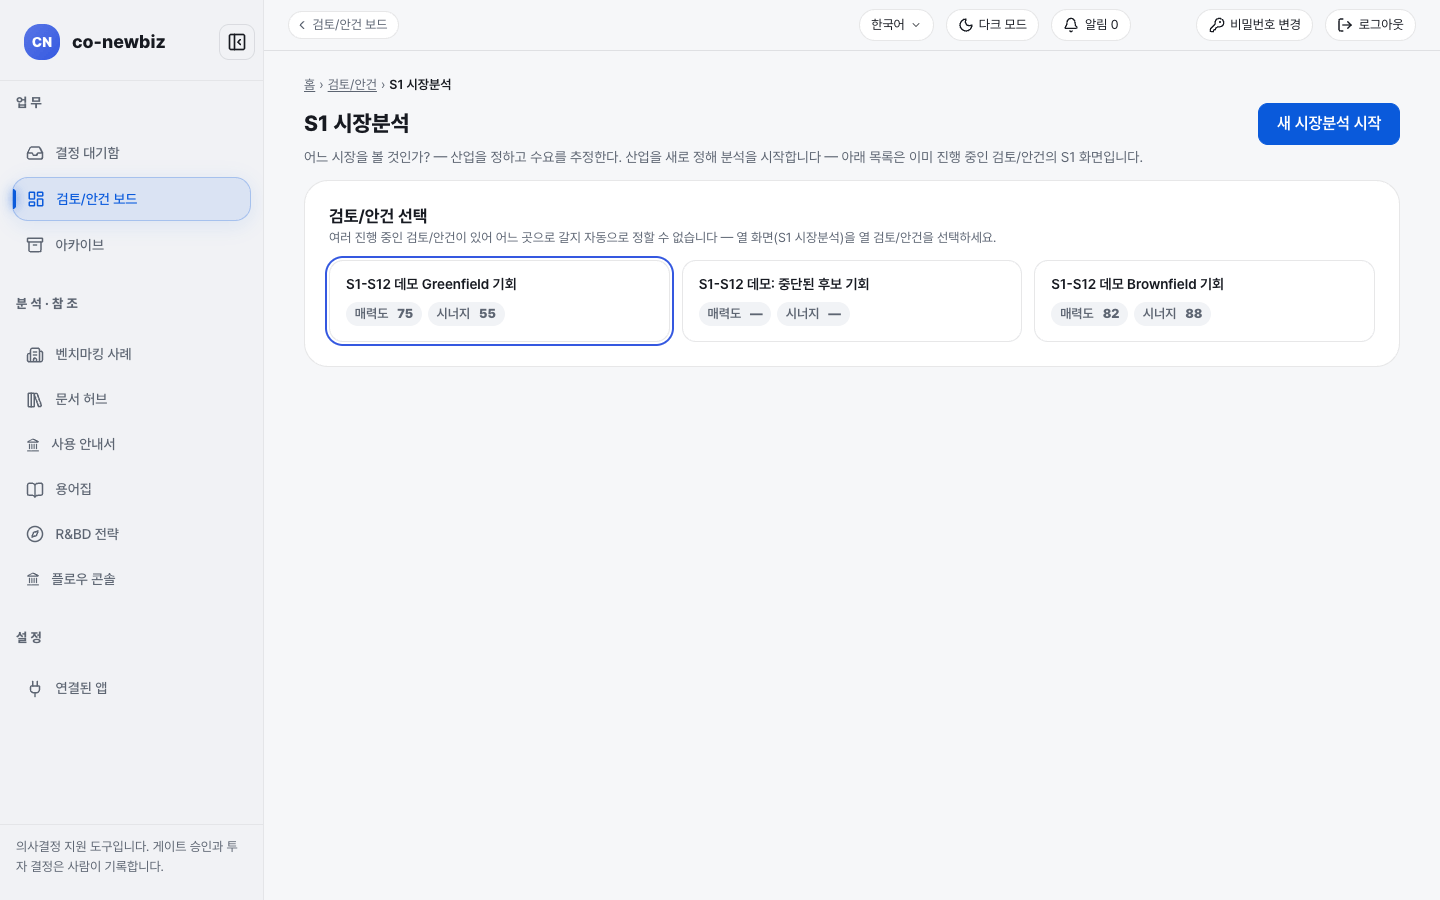 CN co-newbiz
업무
결정 대기함
검토/안건 보드
아카이브
분석·참조
벤치마킹 사례
문서 허브
사용 안내서
용어집
R&BD 전략
플로우 콘솔
설정
연결된 앱
의사결정 지원 도구입니다. 게이트 승인과 투
자 결정은 사람이 기록합니다.
검토/안건 보드
한국어
다크 모드
알림 0
비밀번호 변경
로그아웃
홈 › 검토/안건 › S1 시장분석
S1 시장분석
새 시장분석 시작
어느 시장을 볼 것인가? — 산업을 정하고 수요를 추정한다. 산업을 새로 정해 분석을 시작합니다 — 아래 목록은 이미 진행 중인 검토/안건의 S1 화면입니다.
검토/안건 선택
여러 진행 중인 검토/안건이 있어 어느 곳으로 갈지 자동으로 정할 수 없습니다 — 열 화면(S1 시장분석)을 열 검토/안건을 선택하세요.
S1-S12 데모 Greenfield 기회
매력도 75 시너지 55
S1-S12 데모: 중단된 후보 기회
매력도 — 시너지 —
S1-S12 데모 Brownfield 기회
매력도 82 시너지 88